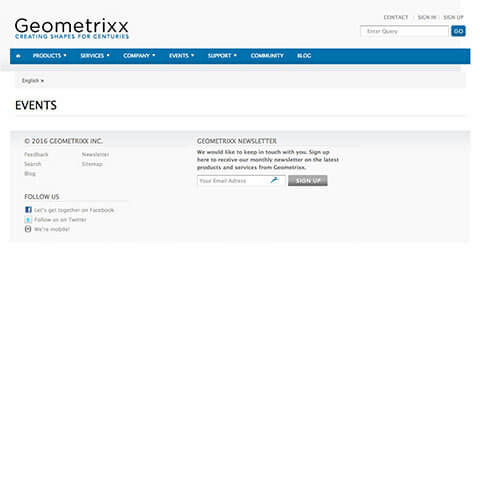 Geometrixx
CREATING SHAPES FOR CENTURIES
CONTACT | SIGN IN | SIGN UP
Enter Query GO
PRODUCTS SERVICES COMPANY EVENTS SUPPORT COMMUNITY BLOG
English
EVENTS
© 2016 GEOMETRIXX INC.
Feedback Newsletter
Search Sitemap
Blog
FOLLOW US
Let's get together on Facebook
Follow us on Twitter
We're mobile!
GEOMETRIXX NEWSLETTER
We would like to keep in touch with you. Sign up
here to receive our monthly newsletter on the latest
products and services from Geometrixx.
Your Email Adress SIGN UP